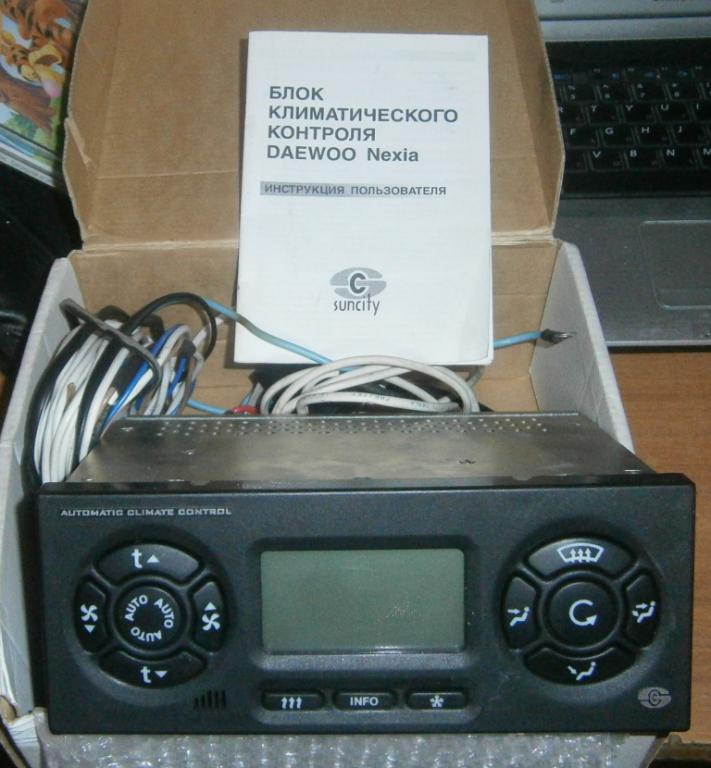 БЛОК
КЛИМАТИЧЕСКОГО
КОНТРОЛЯ
DAEWOO Nexia
ИНСТРУКЦИЯ ПОЛЬЗОВАТЕЛЯ
suncity
AUTOMATIC CLIMATE CONTROL
t
AUTO AUTO AUTO
t
INFO